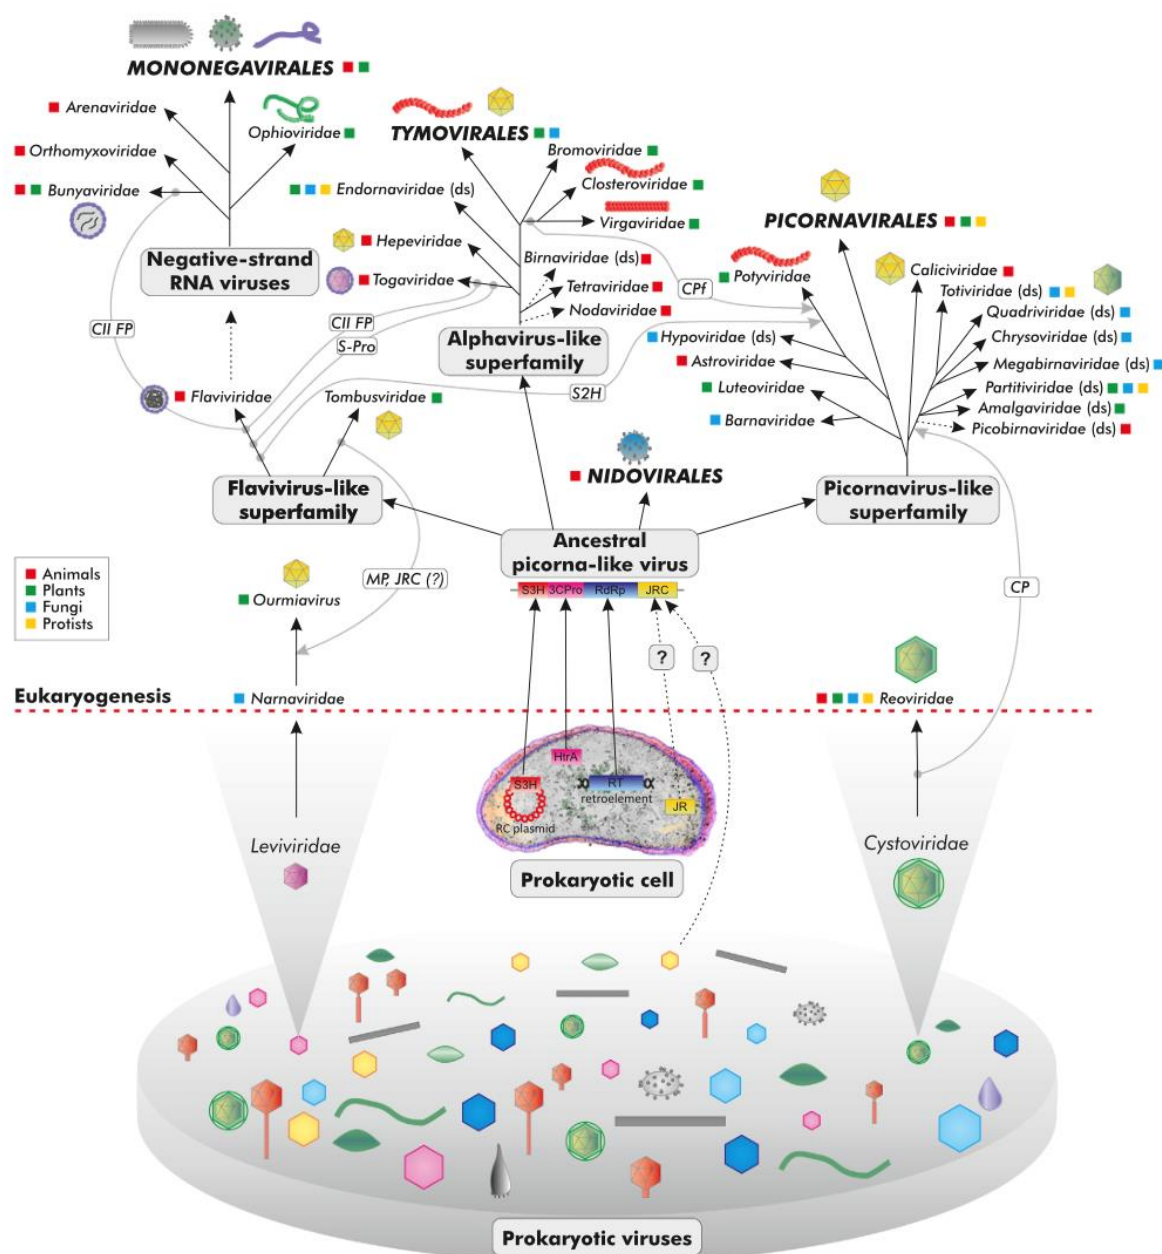 MONONEGAVIRALES
Arenaviridae
Ophioviridae
Orthomyxoviridae
Bunyaviridae
Negative-strand
RNA viruses
TYMOVIRALES
Bromoviridae
Closteroviridae
Endornaviridae (ds)
Virgaviridae
Hepeviridae
Birnaviridae (ds)
Togaviridae
Tetraviridae
Nodaviridae
Alphavirus-like
superfamily
PICORNAVIRALES
Potyviridae
Caliciviridae
Totiviridae (ds)
Quadriviridae (ds)
Hypoviridae (ds)
Chrysoviridae (ds)
Astroviridae
Megabirnaviridae (ds)
Luteoviridae
Partitiviridae (ds)
Amalgaviridae (ds)
Barnaviridae
Picobirnaviridae (ds)
CII FP
CII FP
S-Pro
CPf
S2H
Flaviviridae
Tombusviridae
NIDOVIRALES
Flavivirus-like
superfamily
Picornavirus-like
superfamily
Ancestral
picorna-like virus
S3H 3CPro RdRp JRC
MP, JRC (?)
CP
Animals
Plants
Fungi
Protists
Ourmiavirus
? ?
Eukaryogenesis
Narnaviridae
Reoviridae
HtrA
S3H
RT
retroelement
JR
RC plasmid
Leviviridae
Cystoviridae
Prokaryotic cell
Prokaryotic viruses